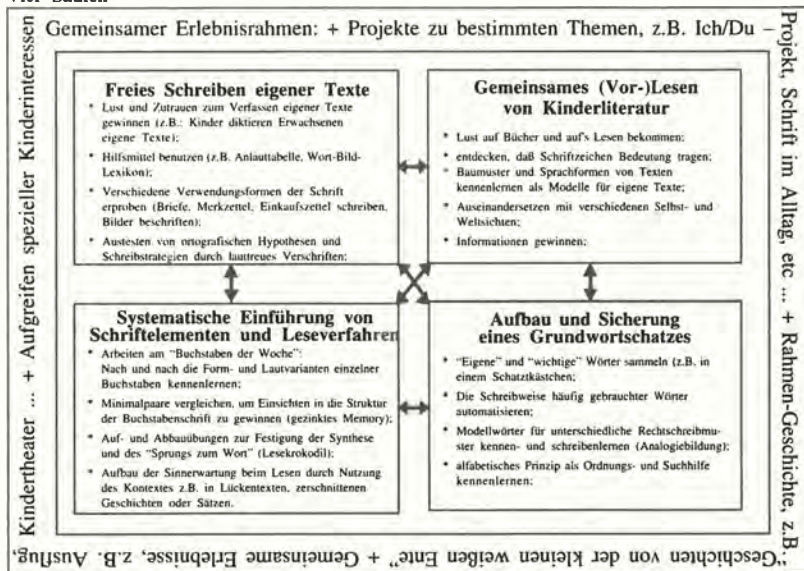 Vier Säulen
Gemeinsamer Erlebnisrahmen: + Projekte zu bestimmten Themen, z.B. Ich/Du –
Projekt, Schrift im Alltag, etc ... + Rahmen-Geschichte, z.B.
"Geschichten von der kleinen weißen Ente" + Gemeinsame Erlebnisse, z.B. Ausflug,
Kindertheater ... + Aufgreifen spezieller Kinderinteressen
Freies Schreiben eigener Texte
* Lust und Zutrauen zum Verfassen eigener Texte
gewinnen (z.B.: Kinder diktieren Erwachsenen
eigene Texte);
* Hilfsmittel benutzen (z.B. Anlauttabelle, Wort-Bild-
Lexikon);
* Verschiedene Verwendungsformen der Schrift
erproben (Briefe, Merkzettel, Einkaufszettel schreiben,
Bilder beschriften);
* Austesten von ortografischen Hypothesen und
Schreibstrategien durch lauttreues Verschriften;
Gemeinsames (Vor-)Lesen
von Kinderliteratur
* Lust auf Bücher und auf's Lesen bekommen;
* entdecken, daß Schriftzeichen Bedeutung tragen;
* Baumuster und Sprachformen von Texten
kennenlernen als Modelle für eigene Texte;
* Auseinandersetzen mit verschiedenen Selbst- und
Weltsichten;
* Informationen gewinnen;
Systematische Einführung von
Schriftelementen und Leseverfahren
* Arbeiten am "Buchstaben der Woche":
Nach und nach die Form- und Lautvarianten einzelner
Buchstaben kennenlernen;
* Minimalpaare vergleichen, um Einsichten in die Struktur
der Buchstabenschrift zu gewinnen (gezinktes Memory);
* Auf- und Abbauübungen zur Festigung der Synthese
und des "Sprungs zum Wort" (Lesekrokodil);
* Aufbau der Sinnerwartung beim Lesen durch Nutzung
des Kontextes z.B. in Lückentexten, zerschnittenen
Geschichten oder Sätzen.
Aufbau und Sicherung
eines Grundwortschatzes
* "Eigene" und "wichtige" Wörter sammeln (z.B. in
einem Schatzkästchen;
* Die Schreibweise häufig gebrauchter Wörter
automatisieren;
* Modellwörter für unterschiedliche Rechtschreibmu-
ster kennen- und schreibenlernen (Analogiebildung);
* alfabetisches Prinzip als Ordnungs- und Suchhilfe
kennenlernen;